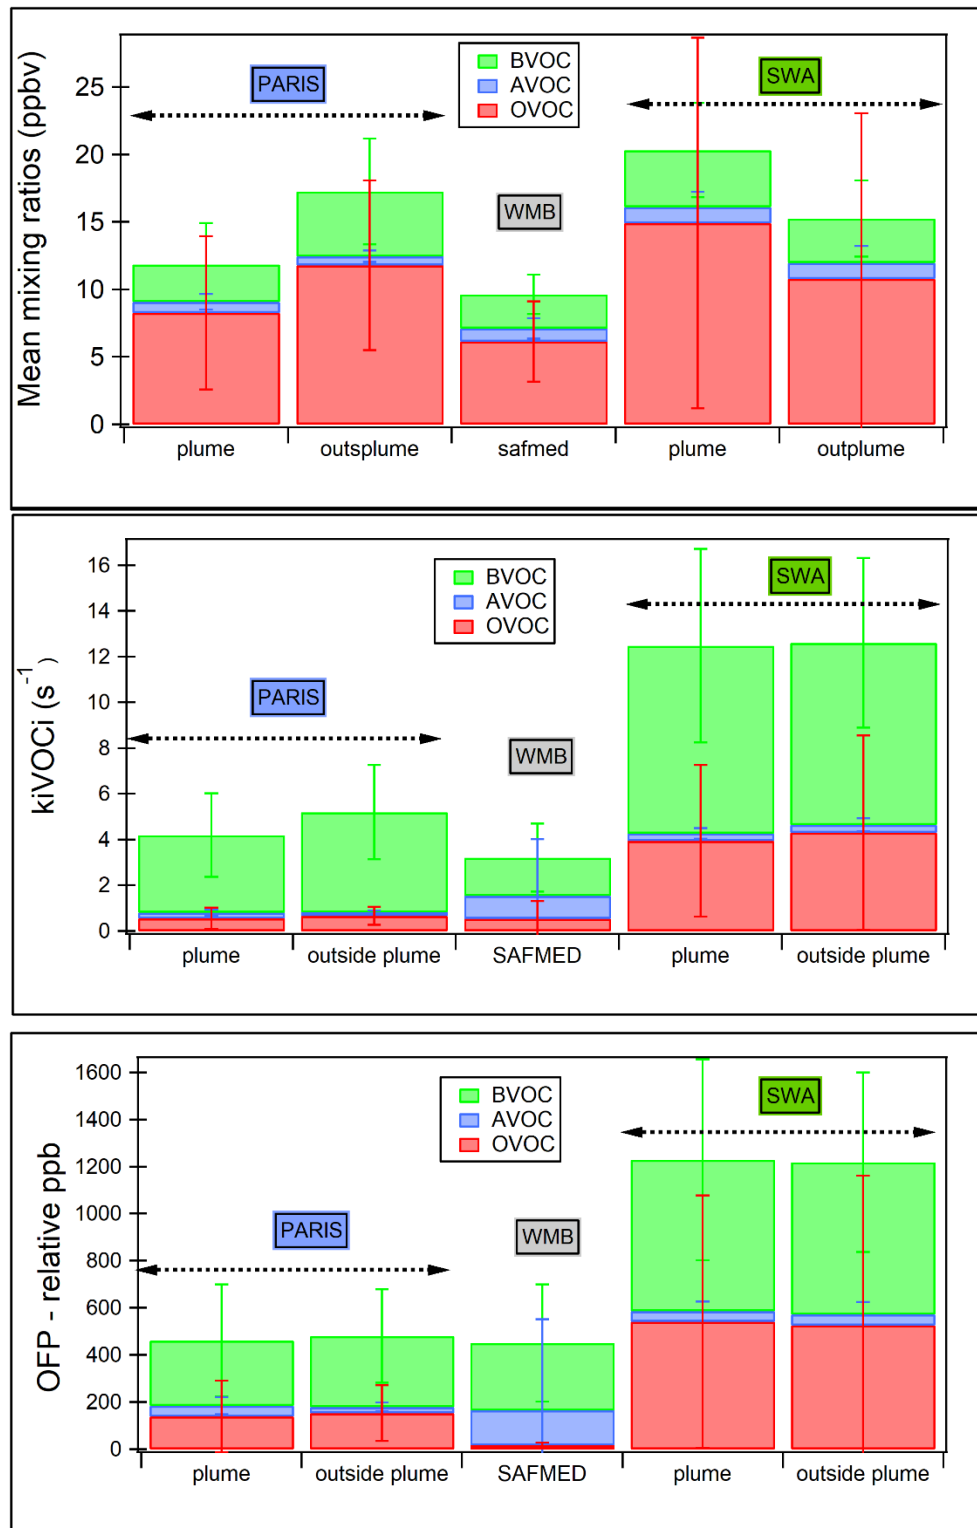 Mean mixing ratios (ppbv)
25
20
15
10
5
0
PARIS
BVOC
AVOC
OVOC
SWA
WMB
plume
outsplume
safmed
plume
outplume
kiVOCi (s⁻¹)
16
14
12
10
8
6
4
2
0
BVOC
AVOC
OVOC
SWA
PARIS
WMB
plume
outside plume
SAFMED
plume
outside plume
OFP - relative ppb
1600
1400
1200
1000
800
600
400
200
0
BVOC
AVOC
OVOC
SWA
PARIS
WMB
plume
outside plume
SAFMED
plume
outside plume